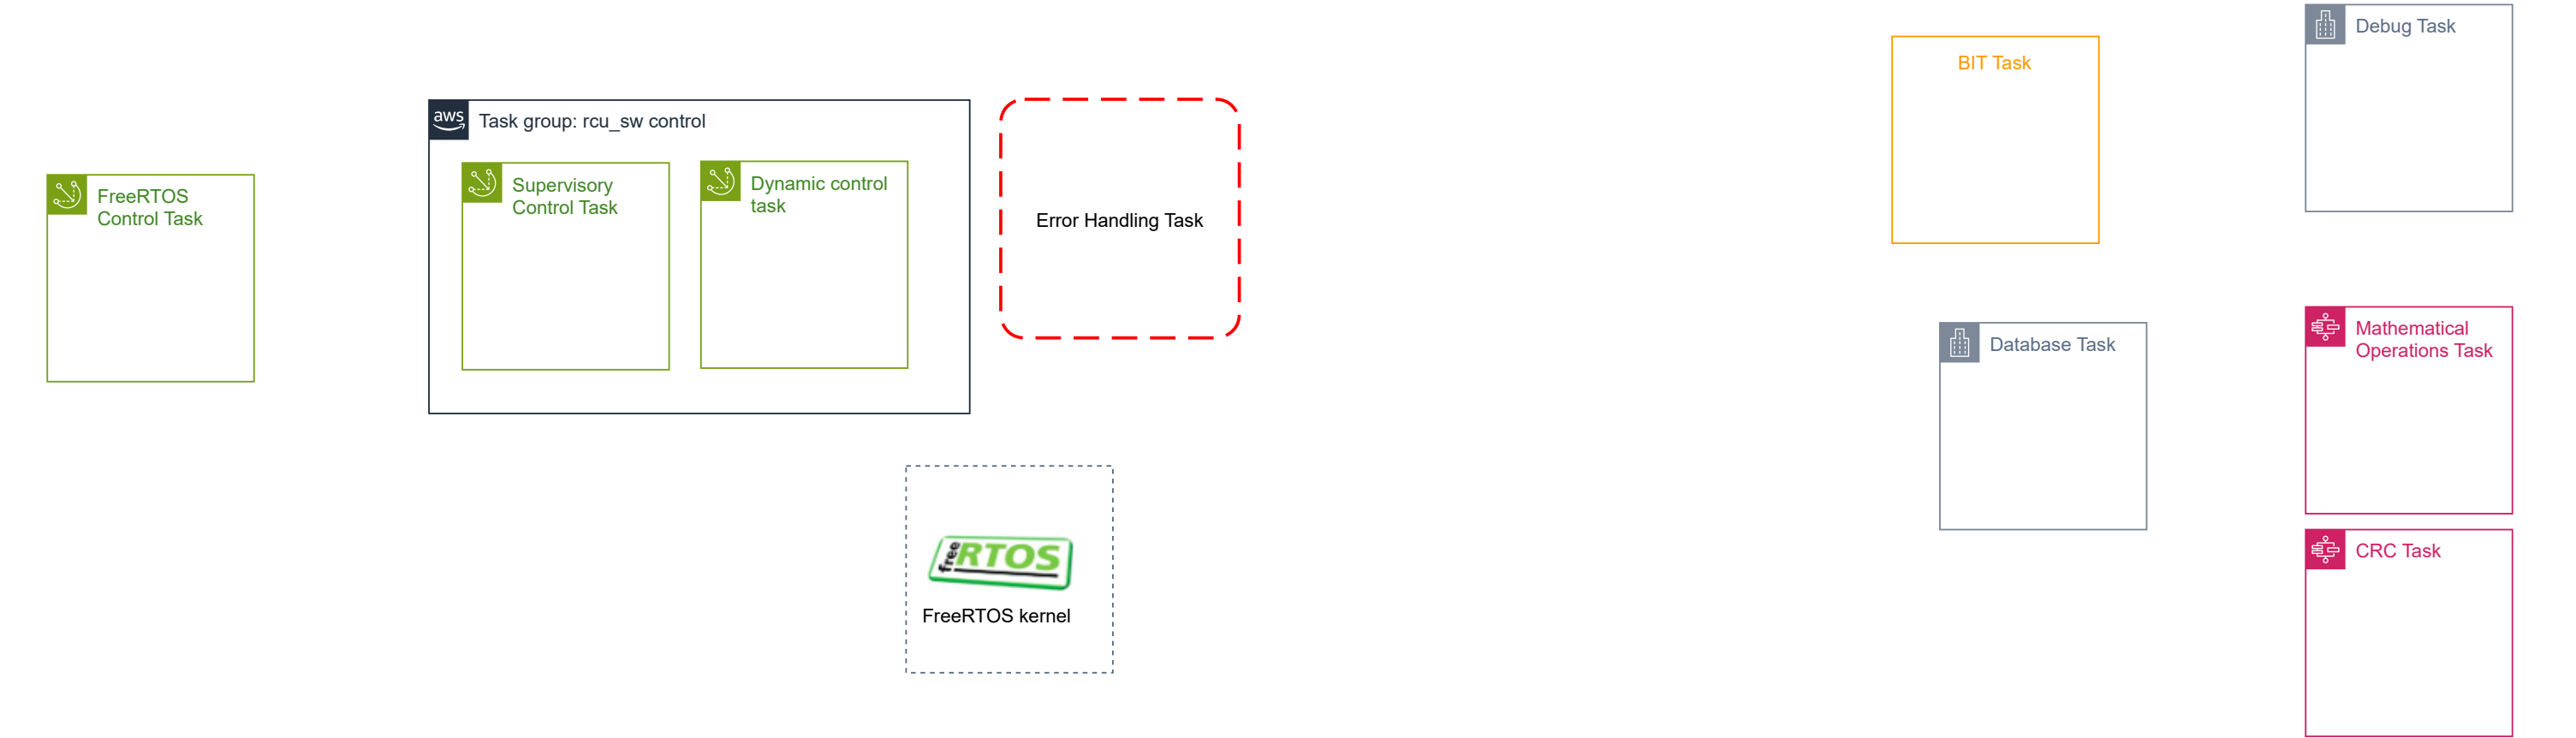 Debug Task
BIT Task
aws
Task group: rcu_sw control
FreeRTOS
Control Task
Supervisory
Control Task
Dynamic control
task
Error Handling Task
Database Task
Mathematical
Operations Task
free RTOS
FreeRTOS kernel
CRC Task